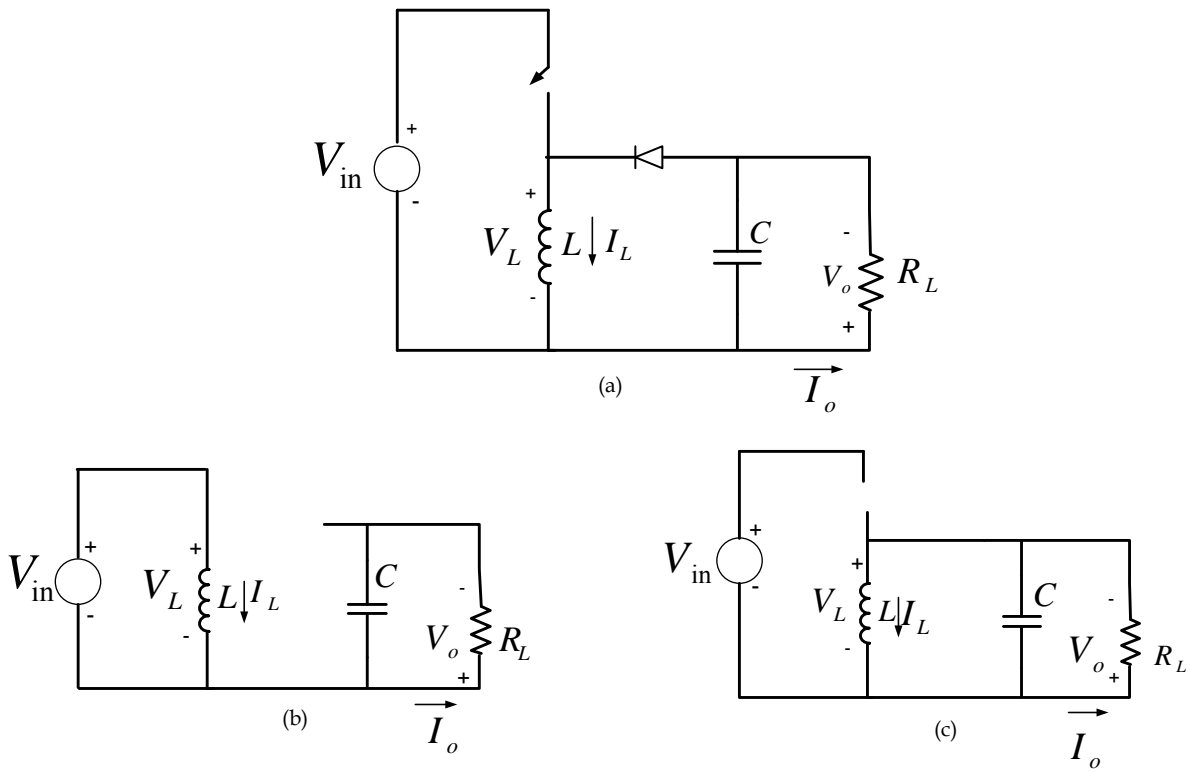 +
V_in
-
+
V_L L I_L
-
C
-
V_o R_L
+
(a)
I_o
+
V_in
-
+
V_L L I_L
-
C
-
V_o R_L
+
(b)
I_o
+
V_in
-
+
V_L L I_L
-
C
-
V_o R_L
+
(c)
I_o